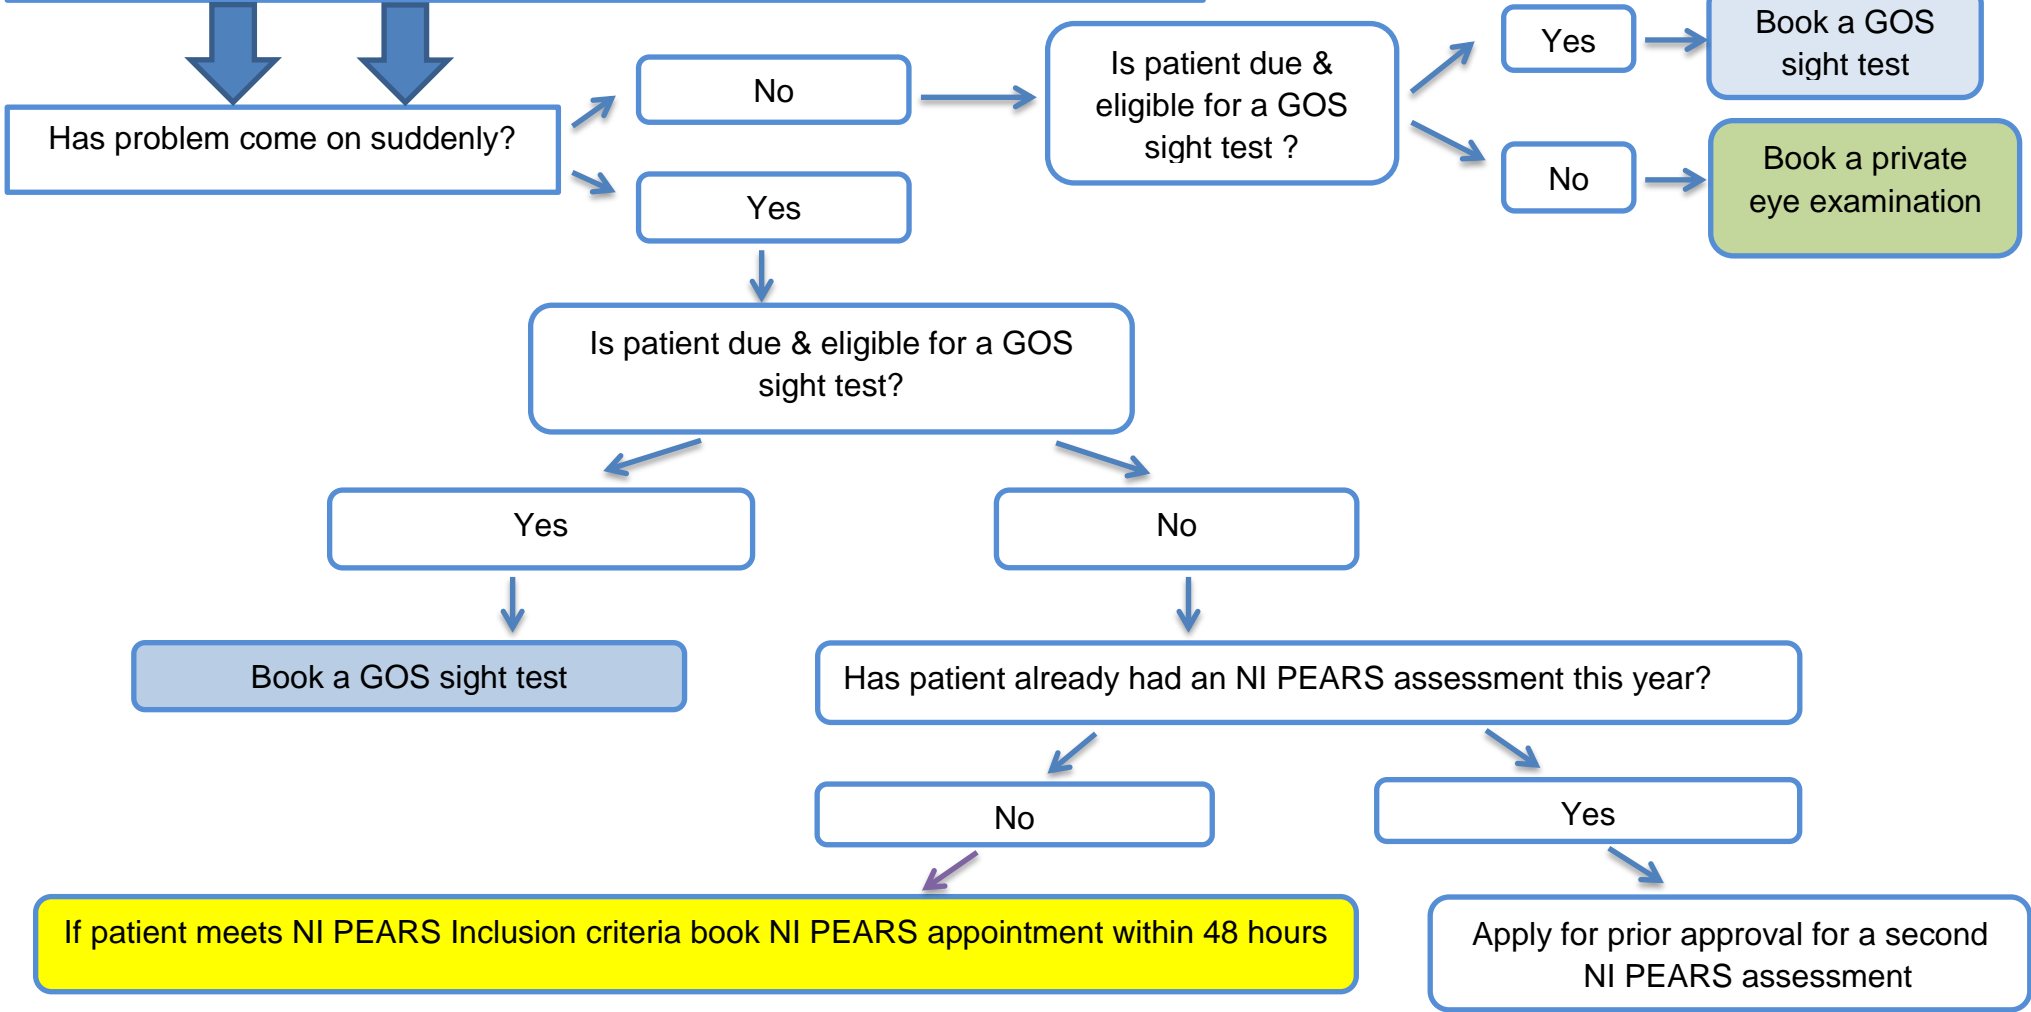 Has problem come on suddenly?
No
Is patient due &
eligible for a GOS
sight test ?
Yes
Book a GOS
sight test
No
Book a private
eye examination
Yes
Is patient due & eligible for a GOS
sight test?
Yes
No
Book a GOS sight test
Has patient already had an NI PEARS assessment this year?
No
Yes
If patient meets NI PEARS Inclusion criteria book NI PEARS appointment within 48 hours
Apply for prior approval for a second
NI PEARS assessment